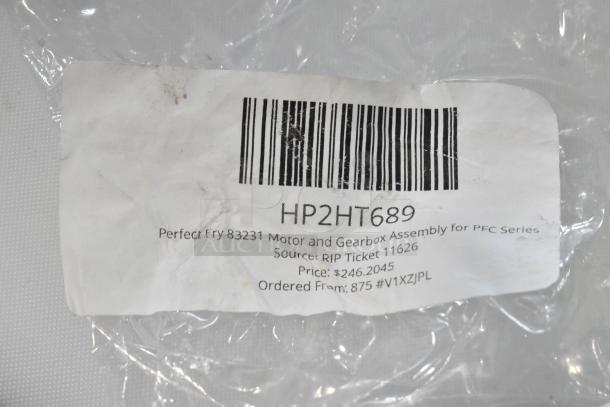 HP2HT689
Perfect Fry 83231 Motor and Gearbox Assembly for PFC Series
Source: RIP Ticket 11626
Price: $246.2045
Ordered From: 875 #V1XZJPL